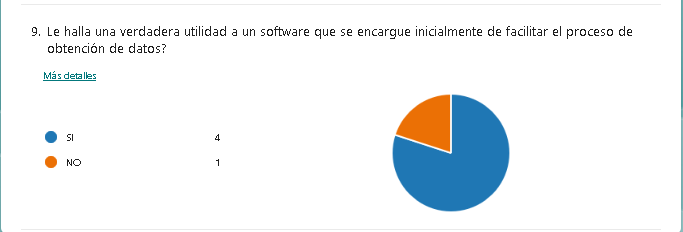 9. Le halla una verdadera utilidad a un software que se encargue inicialmente de facilitar el proceso de
obtención de datos?
Más detalles
SI 4
NO 1